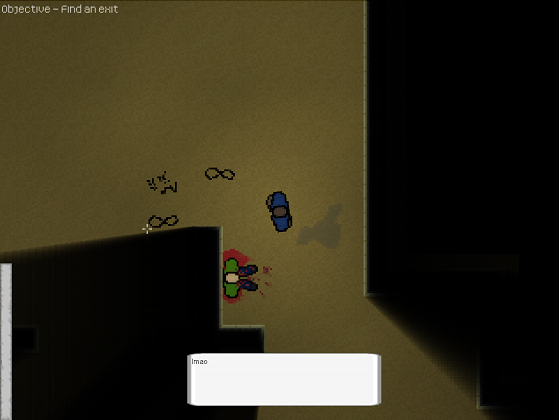 Objective - Find an exit
lmao